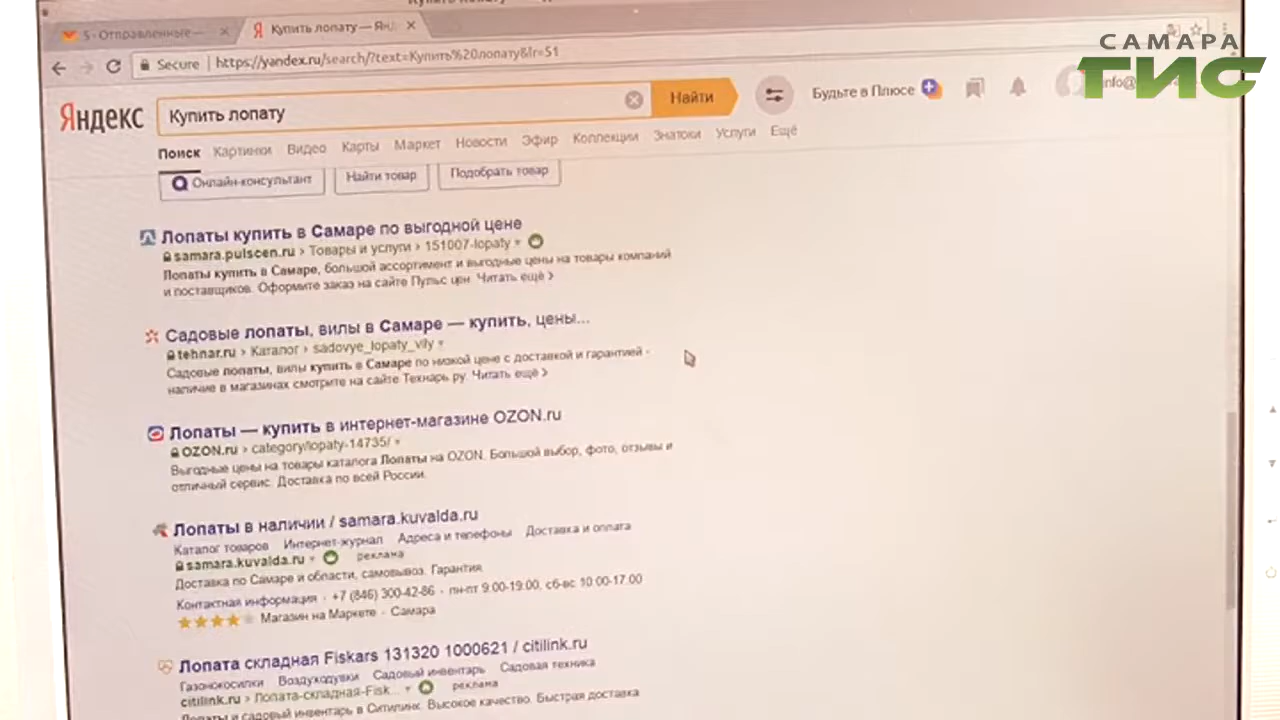 5 · Отправленные —
Купить лопату — Ян
Secure | https://yandex.ru/search/?text=Купить%20лопату&lr=51
САМАРА
ГИС
Яндекс
Купить лопату
Найти
Будьте в Плюсе
info@
Поиск Картинки Видео Карты Маркет Новости Эфир Коллекции Знатоки Услуги Ещё
Онлайн-консультант Найти товар Подобрать товар
Лопаты купить в Самаре по выгодной цене
samara.pulscen.ru › Товары и услуги › 151007-lopaty
Лопаты купить в Самаре, большой ассортимент и выгодные цены на товары компаний
и поставщиков. Оформите заказ на сайте Пульс цен. Читать ещё ›
Садовые лопаты, вилы в Самаре — купить, цены...
tehnar.ru › Каталог › sadovye_lopaty_vily
Садовые лопаты, вилы купить в Самаре по низкой цене с доставкой и гарантией -
наличие в магазинах смотрите на сайте Технарь.ру. Читать ещё ›
Лопаты — купить в интернет-магазине OZON.ru
OZON.ru › category/lopaty-14735/
Выгодные цены на товары каталога Лопаты на OZON. Большой выбор, фото, отзывы и
отличный сервис. Доставка по всей России.
Лопаты в наличии / samara.kuvalda.ru
Каталог товаров Интернет-журнал Адреса и телефоны Доставка и оплата
samara.kuvalda.ru реклама
Доставка по Самаре и области, самовывоз. Гарантия
Контактная информация · +7 (846) 300-42-86 · пн-пт 9:00-19:00, сб-вс 10:00-17:00
Магазин на Маркете · Самара
Лопата складная Fiskars 131320 1000621 / citilink.ru
Газонокосилки Воздуходувки Садовый инвентарь Садовая техника
citilink.ru › Лопата-складная-Fisk... реклама
Лопаты и садовый инвентарь в Ситилинк. Высокое качество. Быстрая доставка